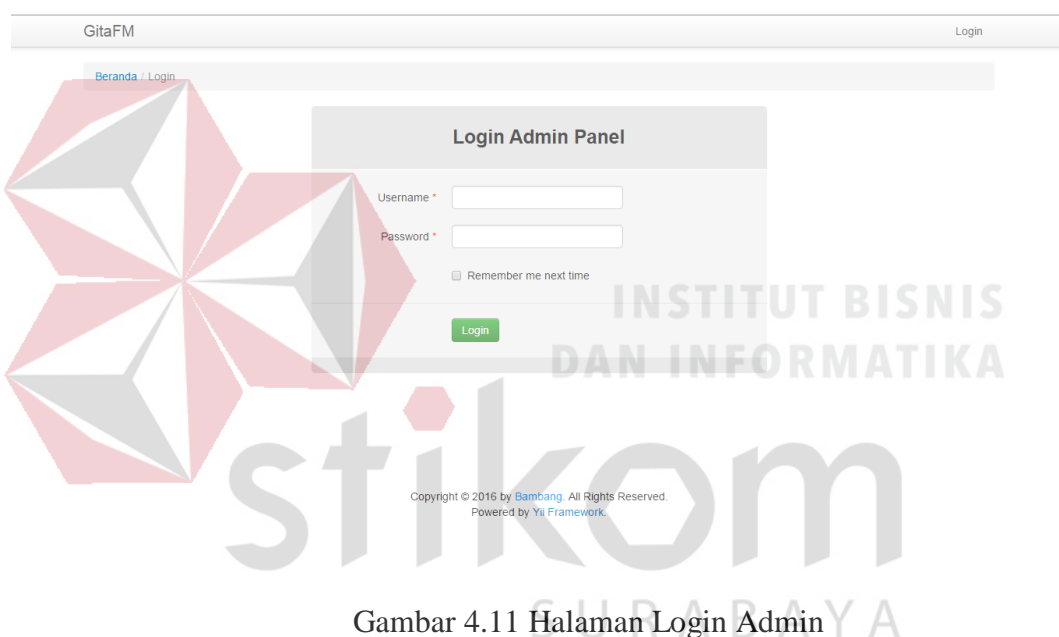 GitaFM
Login
Beranda / Login
Login Admin Panel
Username *
Password *
Remember me next time
Login
INSTITUT BISNIS
DAN INFORMATIKA
stikom
SURABAYA
Copyright © 2016 by Bambang. All Rights Reserved.
Powered by Yii Framework.
Gambar 4.11 Halaman Login Admin